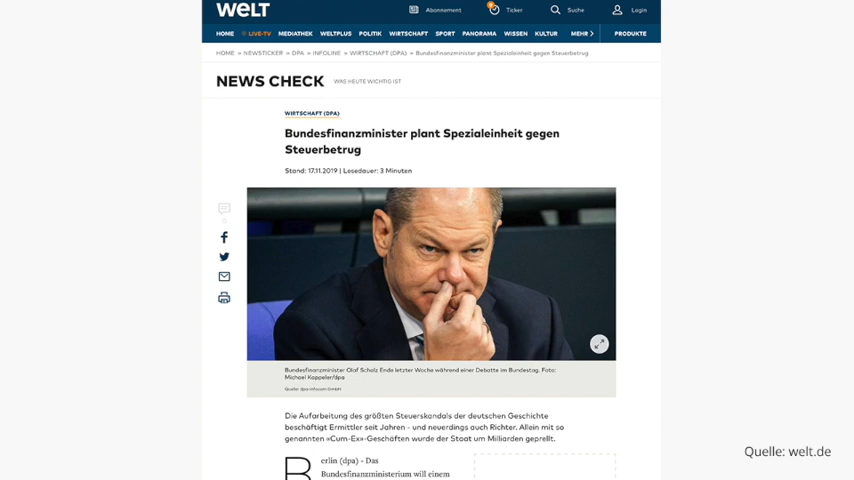 welt
Abonnement Ticker Suche Login
HOME LIVE-TV MEDIATHEK WELTPLUS POLITIK WIRTSCHAFT SPORT PANORAMA WISSEN KULTUR MEHR PRODUKTE
HOME » NEWSTICKER » DPA » INFOLINE » WIRTSCHAFT (DPA) » Bundesfinanzminister plant Spezialeinheit gegen Steuerbetrug
NEWS CHECK WAS HEUTE WICHTIG IST
WIRTSCHAFT (DPA)
Bundesfinanzminister plant Spezialeinheit gegen
Steuerbetrug
Stand: 17.11.2019 | Lesedauer: 3 Minuten
0
Bundesfinanzminister Olaf Scholz Ende letzter Woche während einer Debatte im Bundestag. Foto:
Michael Kappeler/dpa
Quelle: dpa-infocom GmbH
Die Aufarbeitung des größten Steuerskandals der deutschen Geschichte
beschäftigt Ermittler seit Jahren - und neuerdings auch Richter. Allein mit so
genannten «Cum-Ex»-Geschäften wurde der Staat um Milliarden geprellt.
Berlin (dpa) - Das
Bundesfinanzministerium will einem
Quelle: welt.de